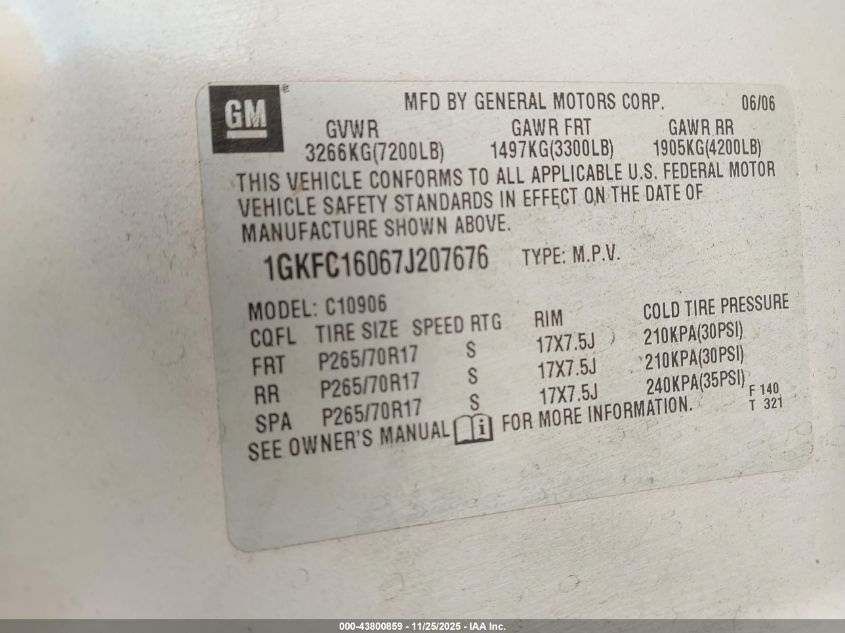 GM
MFD BY GENERAL MOTORS CORP. 06/06
GVWR GAWR FRT GAWR RR
3266KG(7200LB) 1497KG(3300LB) 1905KG(4200LB)
THIS VEHICLE CONFORMS TO ALL APPLICABLE U.S. FEDERAL MOTOR
VEHICLE SAFETY STANDARDS IN EFFECT ON THE DATE OF
MANUFACTURE SHOWN ABOVE.
1GKFC16067J207676 TYPE: M.P.V.
MODEL: C10906
CQFL TIRE SIZE SPEED RTG RIM COLD TIRE PRESSURE
FRT P265/70R17 S 17X7.5J 210KPA(30PSI)
RR P265/70R17 S 17X7.5J 210KPA(30PSI)
SPA P265/70R17 S 17X7.5J 240KPA(35PSI)
SEE OWNER'S MANUAL i FOR MORE INFORMATION.
F 140
T 321
000-43800859 - 11/25/2025 - IAA Inc.